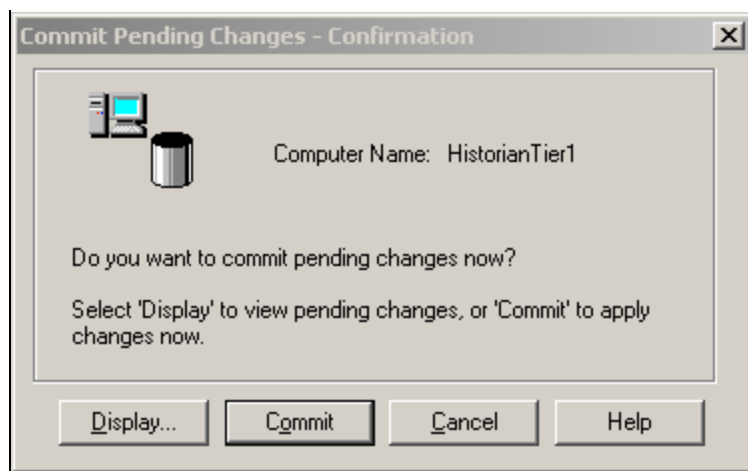 Commit Pending Changes - Confirmation
Computer Name: HistorianTier1
Do you want to commit pending changes now?
Select 'Display' to view pending changes, or 'Commit' to apply
changes now.
Display... Commit Cancel Help